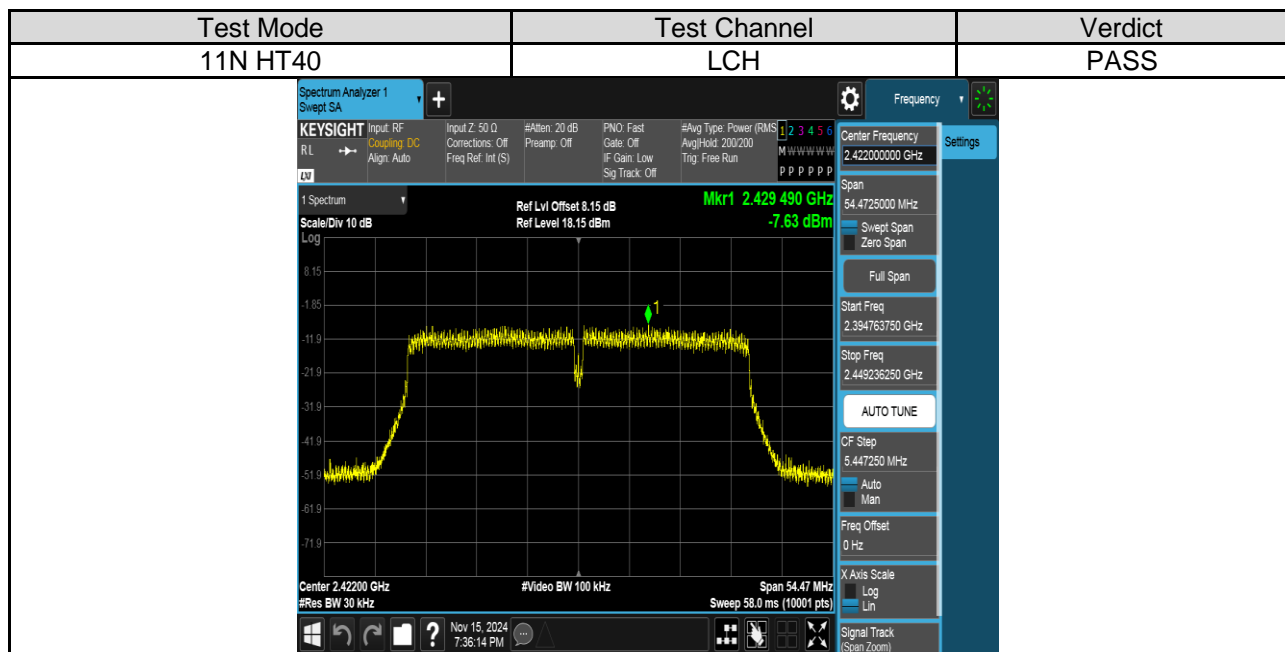 Test Mode Test Channel Verdict
11N HT40 LCH PASS
Spectrum Analyzer 1
Swept SA
+
Frequency
KEYSIGHT
RL
LXI
Input: RF
Coupling: DC
Align: Auto
Input Z: 50 Ω
Corrections: Off
Freq Ref: Int (S)
#Atten: 20 dB
Preamp: Off
PNO: Fast
Gate: Off
IF Gain: Low
Sig Track: Off
#Avg Type: Power (RMS
Avg|Hold: 200/200
Trig: Free Run
1 2 3 4 5 6
M W W W W W
P P P P P P
Center Frequency
2.422000000 GHz
Settings
1 Spectrum
Scale/Div 10 dB
Ref Lvl Offset 8.15 dB
Ref Level 18.15 dBm
Mkr1 2.429 490 GHz
-7.63 dBm
Log
8.15
-1.85
-11.9
-21.9
-31.9
-41.9
-51.9
-61.9
-71.9
1
Center 2.42200 GHz
#Res BW 30 kHz
#Video BW 100 kHz
Span 54.47 MHz
Sweep 58.0 ms (10001 pts)
Span
54.4725000 MHz
Swept Span
Zero Span
Full Span
Start Freq
2.394763750 GHz
Stop Freq
2.449236250 GHz
AUTO TUNE
CF Step
5.447250 MHz
Auto
Man
Freq Offset
0 Hz
X Axis Scale
Log
Lin
Signal Track
(Span Zoom)
?
Nov 15, 2024
7:36:14 PM